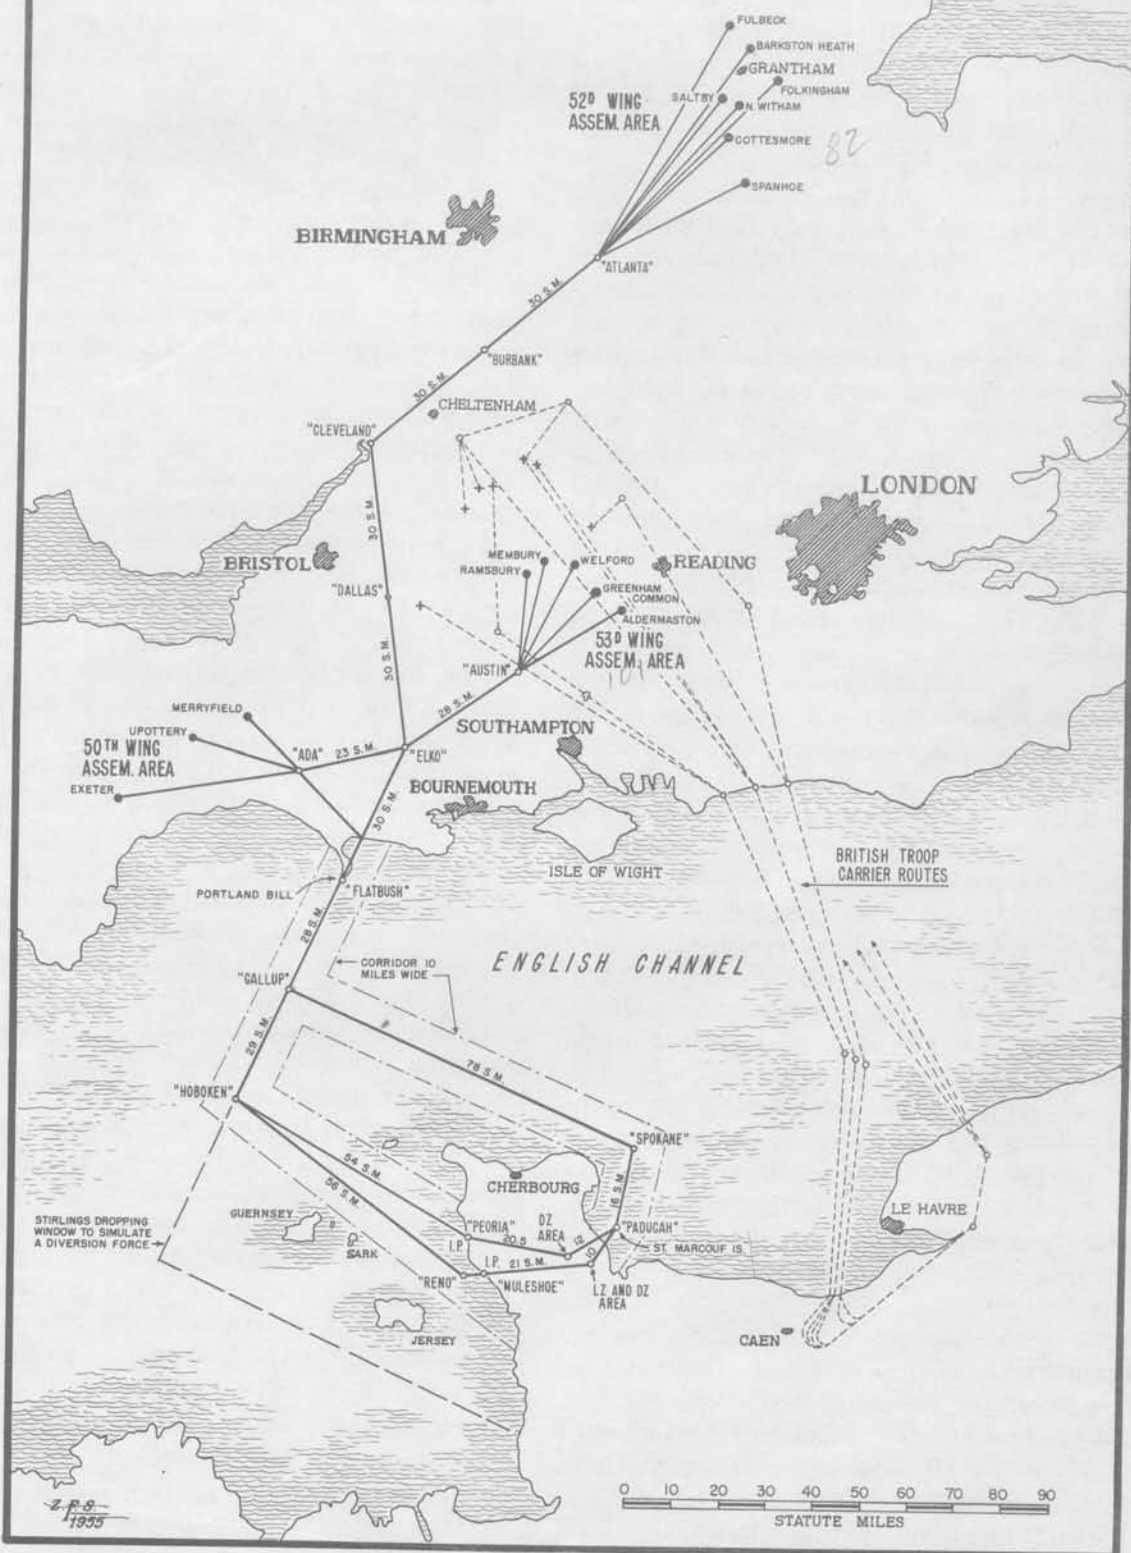 FULBECK
BARKSTON HEATH
GRANTHAM
FOLKINGHAM
52D WING
ASSEM. AREA
SALTBY
N. WITHAM
COTTESMORE
82
SPANHOE
BIRMINGHAM
"ATLANTA"
30 S.M.
"BURBANK"
30 S.M.
CHELTENHAM
"CLEVELAND"
LONDON
30 S.M.
BRISTOL
MEMBURY
WELFORD
READING
RAMSBURY
"DALLAS"
GREENHAM
COMMON
ALDERMASTON
53D WING
ASSEM. AREA
30 S.M.
"AUSTIN"
101
28 S.M.
MERRYFIELD
UPOTTERY
SOUTHAMPTON
50TH WING
ASSEM. AREA
"ADA"
23 S.M.
"ELKO"
EXETER
BOURNEMOUTH
30 S.M.
BRITISH TROOP
CARRIER ROUTES
ISLE OF WIGHT
PORTLAND BILL
"FLATBUSH"
28 S.M.
CORRIDOR 10
MILES WIDE
ENGLISH CHANNEL
"GALLUP"
29 S.M.
78 S.M.
"HOBOKEN"
"SPOKANE"
54 S.M.
56 S.M.
CHERBOURG
16 S.M.
LE HAVRE
GUERNSEY
STIRLINGS DROPPING
WINDOW TO SIMULATE
A DIVERSION FORCE
"PEORIA"
DZ
AREA
"PADUCAH"
I.P.
20.5
12
SARK
ST. MARCOUF IS.
I.P.
21 S.M.
10
"RENO"
"MULESHOE"
LZ AND DZ
AREA
JERSEY
CAEN
0 10 20 30 40 50 60 70 80 90
STATUTE MILES
Z.F.S.
1955